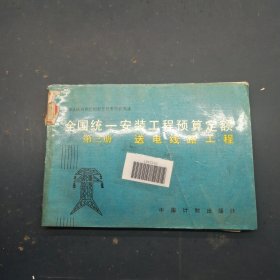 全国统一安装工程预算定额
第二册 送电线路工程
中国计划出版社